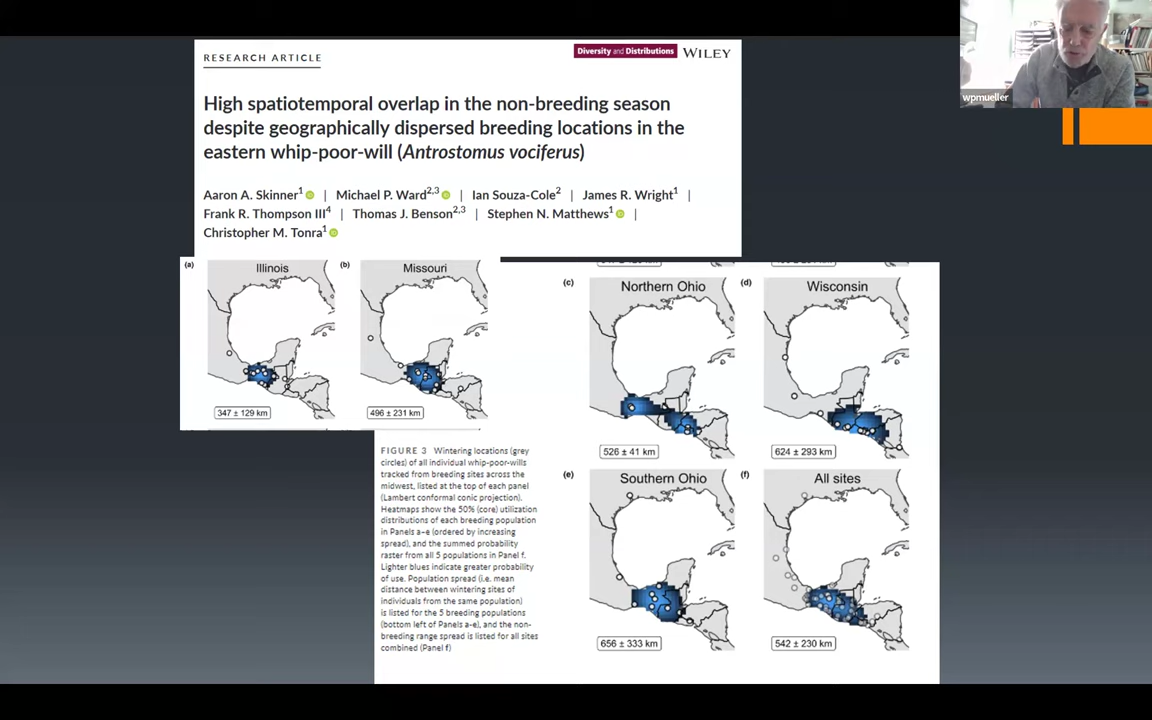 RESEARCH ARTICLE
Diversity and Distributions WILEY
wpmueller
High spatiotemporal overlap in the non-breeding season
despite geographically dispersed breeding locations in the
eastern whip-poor-will (Antrostomus vociferus)
Aaron A. Skinner1 | Michael P. Ward2,3 | Ian Souza-Cole2 | James R. Wright1 |
Frank R. Thompson III4 | Thomas J. Benson2,3 | Stephen N. Matthews1 |
Christopher M. Tonra1
(a) Illinois
347 ± 129 km
(b) Missouri
496 ± 231 km
(c) Northern Ohio
526 ± 41 km
(d) Wisconsin
624 ± 293 km
(e) Southern Ohio
656 ± 333 km
(f) All sites
542 ± 230 km
FIGURE 3 Wintering locations (grey
circles) of all individual whip-poor-wills
tracked from breeding sites across the
midwest, listed at the top of each panel
(Lambert conformal conic projection).
Heatmaps show the 50% (core) utilization
distributions of each breeding population
in Panels a–e (ordered by increasing
spread), and the summed probability
raster from all 5 populations in Panel f.
Lighter blues indicate greater probability
of use. Population spread (i.e. mean
distance between wintering sites of
individuals from the same population)
is listed for the 5 breeding populations
(bottom left of Panels a-e), and the non-
breeding range spread is listed for all sites
combined (Panel f)